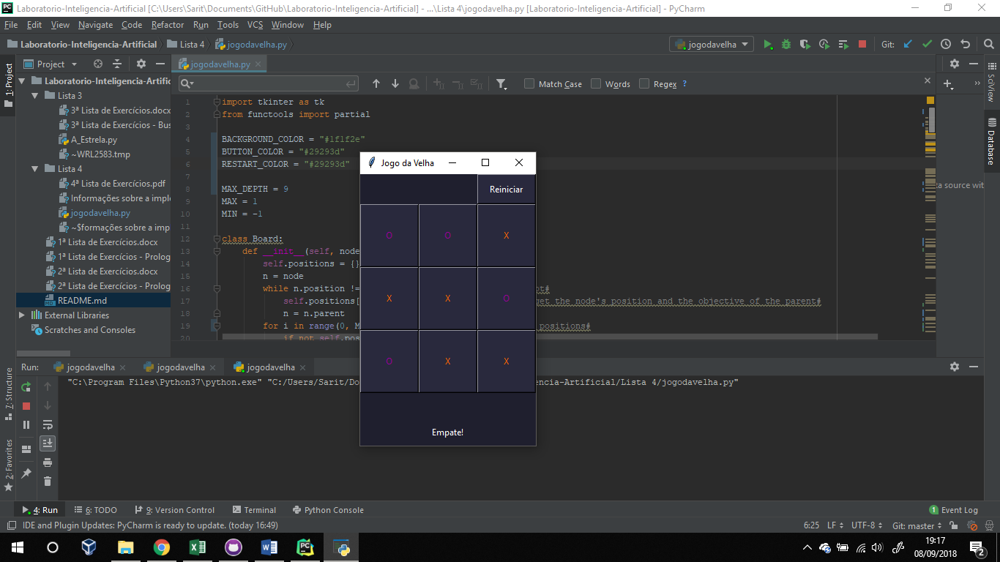 Laboratorio-Inteligencia-Artificial [C:\Users\Sarit\Documents\GitHub\Laboratorio-Inteligencia-Artificial] - ...\Lista 4\jogodavelha.py [Laboratorio-Inteligencia-Artificial] - PyCharm
File Edit View Navigate Code Refactor Run Tools VCS Window Help
Laboratorio-Inteligencia-Artificial Lista 4 jogodavelha.py jogodavelha Git:
1: Project
Project
Laboratorio-Inteligencia-Artific
Lista 3
3ª Lista de Exercícios.docx
3ª Lista de Exercícios - Bus
A_Estrela.py
~WRL2583.tmp
Lista 4
4ª Lista de Exercícios.pdf
Informações sobre a imple
jogodavelha.py
~$formações sobre a imp
1ª Lista de Exercícios.docx
1ª Lista de Exercícios - Prolog
2ª Lista de Exercicios.docx
2ª Lista de Exercícios - Prolog
README.md
External Libraries
Scratches and Consoles
jogodavelha.py
Match Case Words Regex ?
1 import tkinter as tk
2 from functools import partial
3
4 BACKGROUND_COLOR = "#1f1f2e"
5 BUTTON_COLOR = "#29293d"
6 RESTART_COLOR = "#29293d"
7
8 MAX_DEPTH = 9
9 MAX = 1
10 MIN = -1
11
12 class Board:
13 def __init__(self, node
14 self.positions = {}
15 n = node
16 while n.position != ot#
17 self.positions[ get the node's position and the objective of the parent#
18 n = n.parent
19 for i in range(0, M positions#
20 if not self.pos
Jogo da Velha
Reiniciar
O O X
X X O
O X X
Empate!
SciView
Database
ta source wit
Run: jogodavelha jogodavelha jogodavelha
"C:\Program Files\Python37\python.exe" "C:/Users/Sarit/Do gencia-Artificial/Lista 4/jogodavelha.py"
7: Structure
2: Favorites
4: Run 6: TODO 9: Version Control Terminal Python Console 1 Event Log
IDE and Plugin Updates: PyCharm is ready to update. (today 16:49) 6:25 LF UTF-8 Git: master
19:17
08/09/2018
2